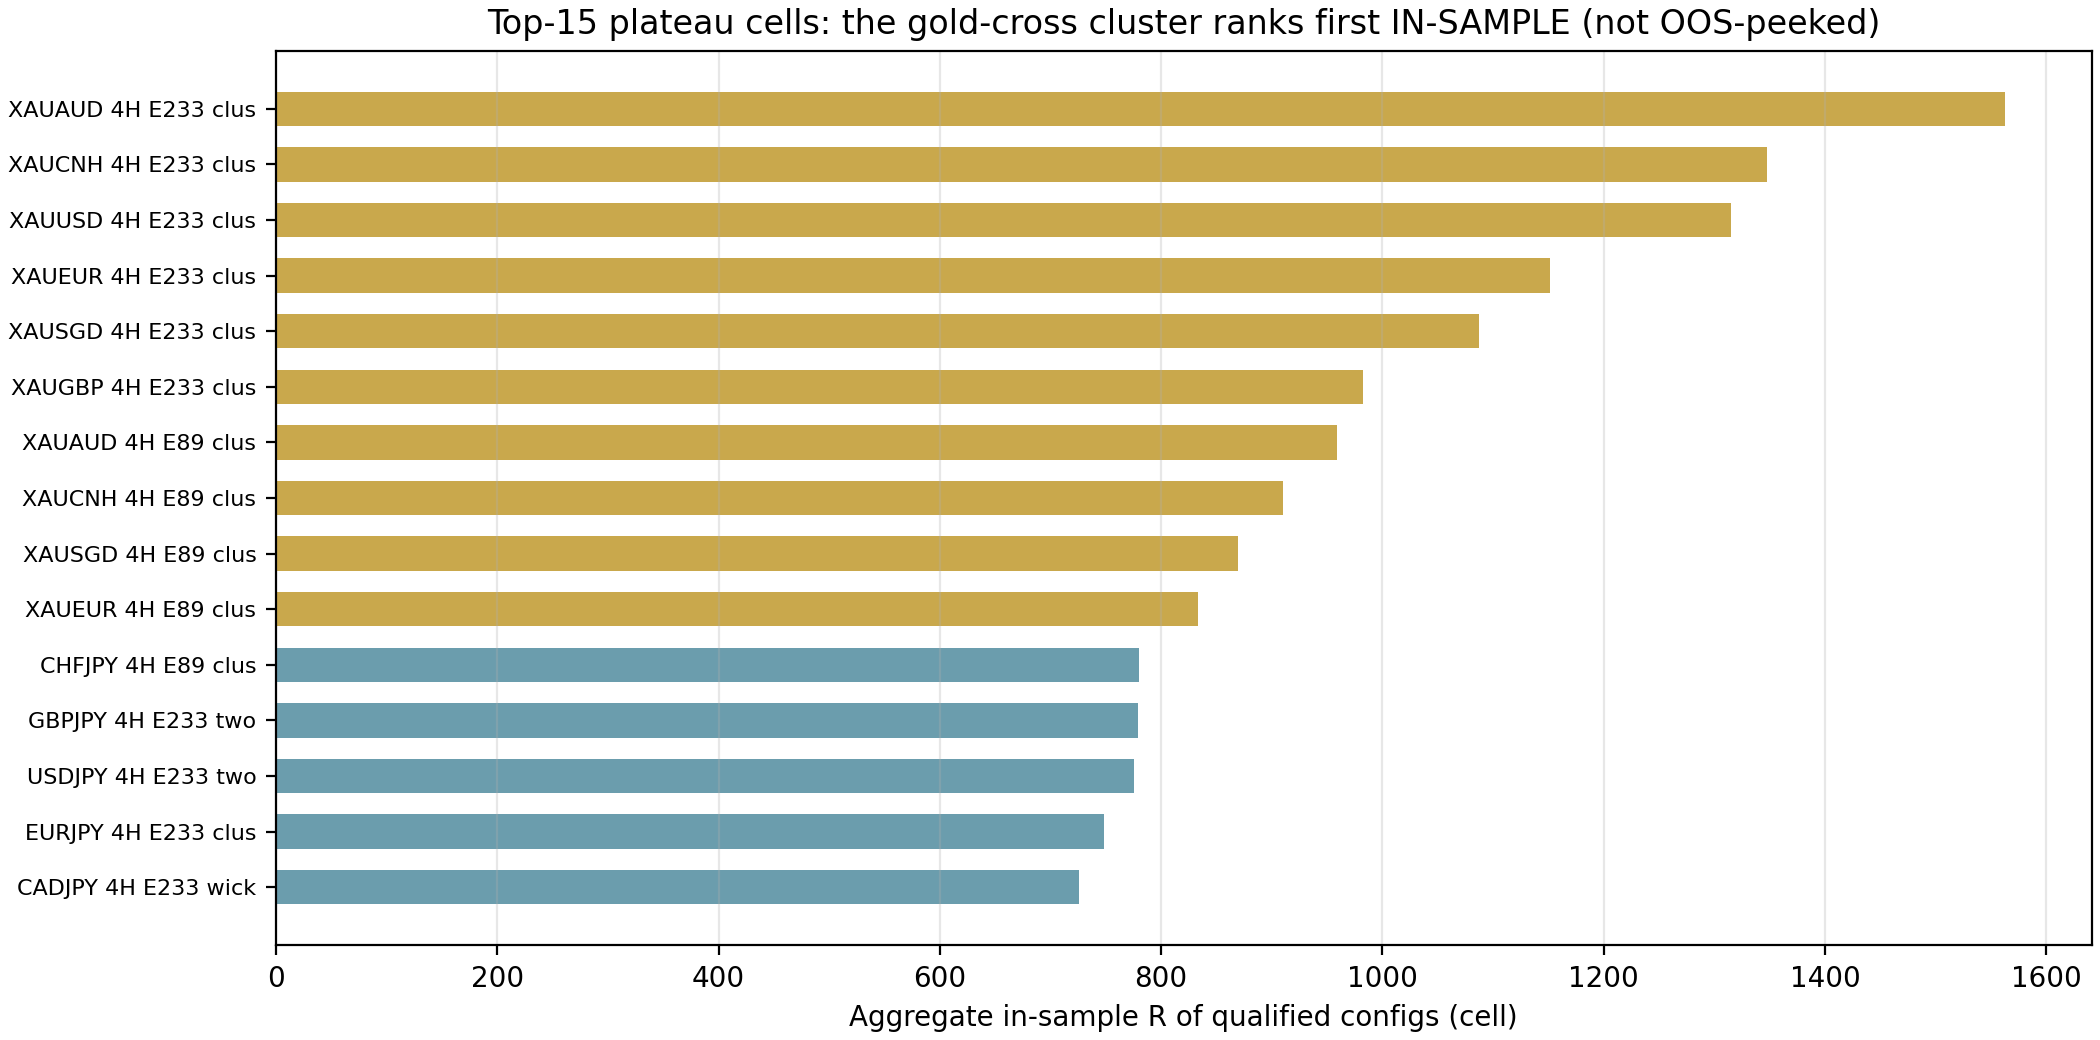 Top-15 plateau cells: the gold-cross cluster ranks first IN-SAMPLE (not OOS-peeked)
XAUAUD 4H E233 clus
XAUCNH 4H E233 clus
XAUUSD 4H E233 clus
XAUEUR 4H E233 clus
XAUSGD 4H E233 clus
XAUGBP 4H E233 clus
XAUAUD 4H E89 clus
XAUCNH 4H E89 clus
XAUSGD 4H E89 clus
XAUEUR 4H E89 clus
CHFJPY 4H E89 clus
GBPJPY 4H E233 two
USDJPY 4H E233 two
EURJPY 4H E233 clus
CADJPY 4H E233 wick
0 200 400 600 800 1000 1200 1400 1600
Aggregate in-sample R of qualified configs (cell)